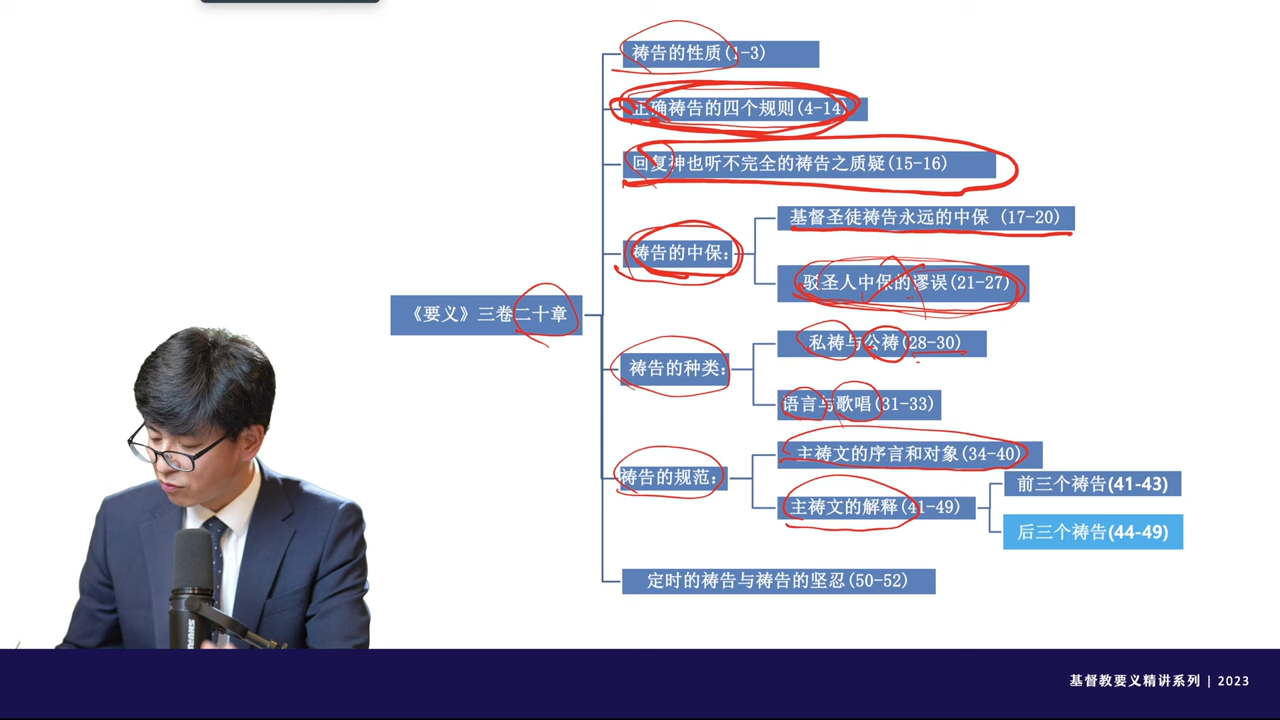 祷告的性质(1-3)
正确祷告的四个规则(4-14)
回复神也听不完全的祷告之质疑(15-16)
基督圣徒祷告永远的中保 (17-20)
祷告的中保：
驳圣人中保的谬误(21-27)
《要义》三卷二十章
私祷与公祷(28-30)
祷告的种类：
语言与歌唱(31-33)
主祷文的序言和对象(34-40)
祷告的规范：
前三个祷告(41-43)
主祷文的解释(41-49)
后三个祷告(44-49)
定时的祷告与祷告的坚忍(50-52)
SHURE
基督教要义精讲系列 | 2023